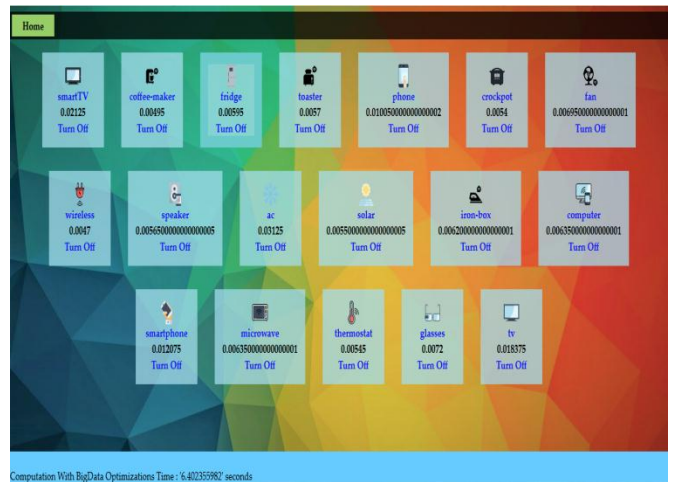 Home
smartTV
0.02125
Turn Off
coffee-maker
0.00495
Turn Off
fridge
0.00595
Turn Off
toaster
0.0057
Turn Off
phone
0.010050000000000002
Turn Off
crockpot
0.0054
Turn Off
fan
0.006950000000000001
Turn Off
wireless
0.0047
Turn Off
speaker
0.0056500000000000005
Turn Off
ac
0.03125
Turn Off
solar
0.0055000000000000005
Turn Off
iron-box
0.006200000000000001
Turn Off
computer
0.006350000000000001
Turn Off
smartphone
0.012075
Turn Off
microwave
0.006350000000000001
Turn Off
thermostat
0.00545
Turn Off
glasses
0.0072
Turn Off
tv
0.018375
Turn Off
Computation With BigData Optimizations Time : '6.402355982' seconds